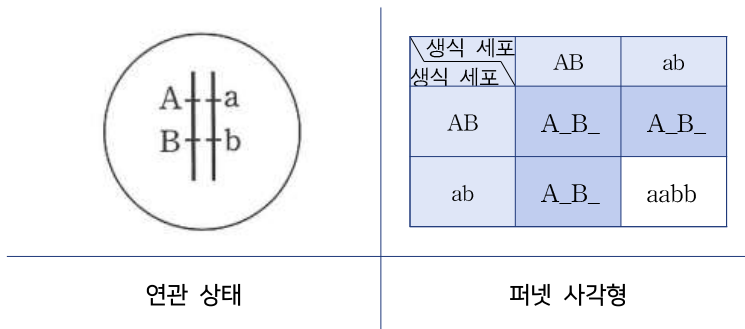 A a
B b
생식 세포 AB ab
생식 세포
AB A_B_ A_B_
ab A_B_ aabb
연관 상태 퍼넷 사각형